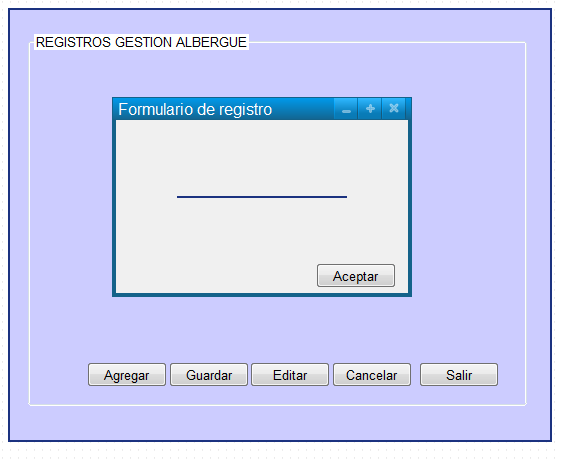 REGISTROS GESTION ALBERGUE
Formulario de registro
Aceptar
Agregar Guardar Editar Cancelar Salir